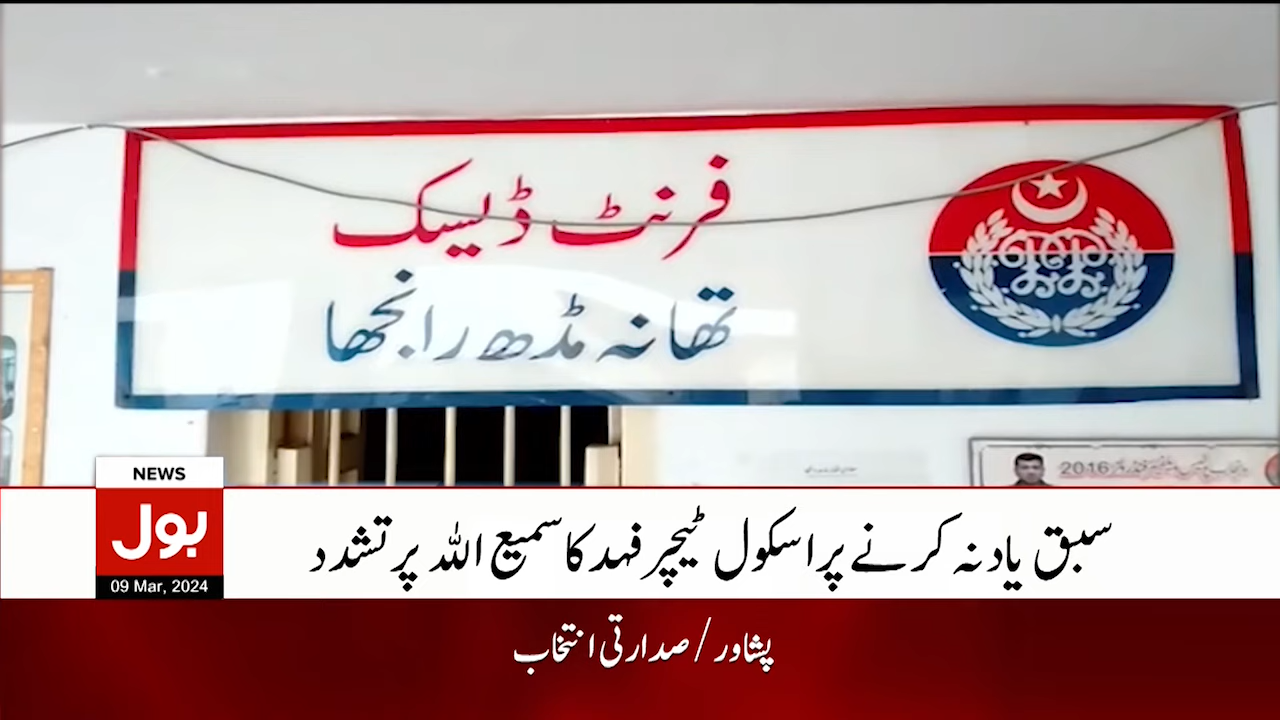 فرنٹ ڈیسک
تھانہ مڈھ رانجھا
2016
NEWS
بول
09 Mar, 2024
سبق یاد نہ کرنے پر اسکول ٹیچر فہد کا سمیع اللہ پر تشدد
پشاور / صدارتی انتخاب